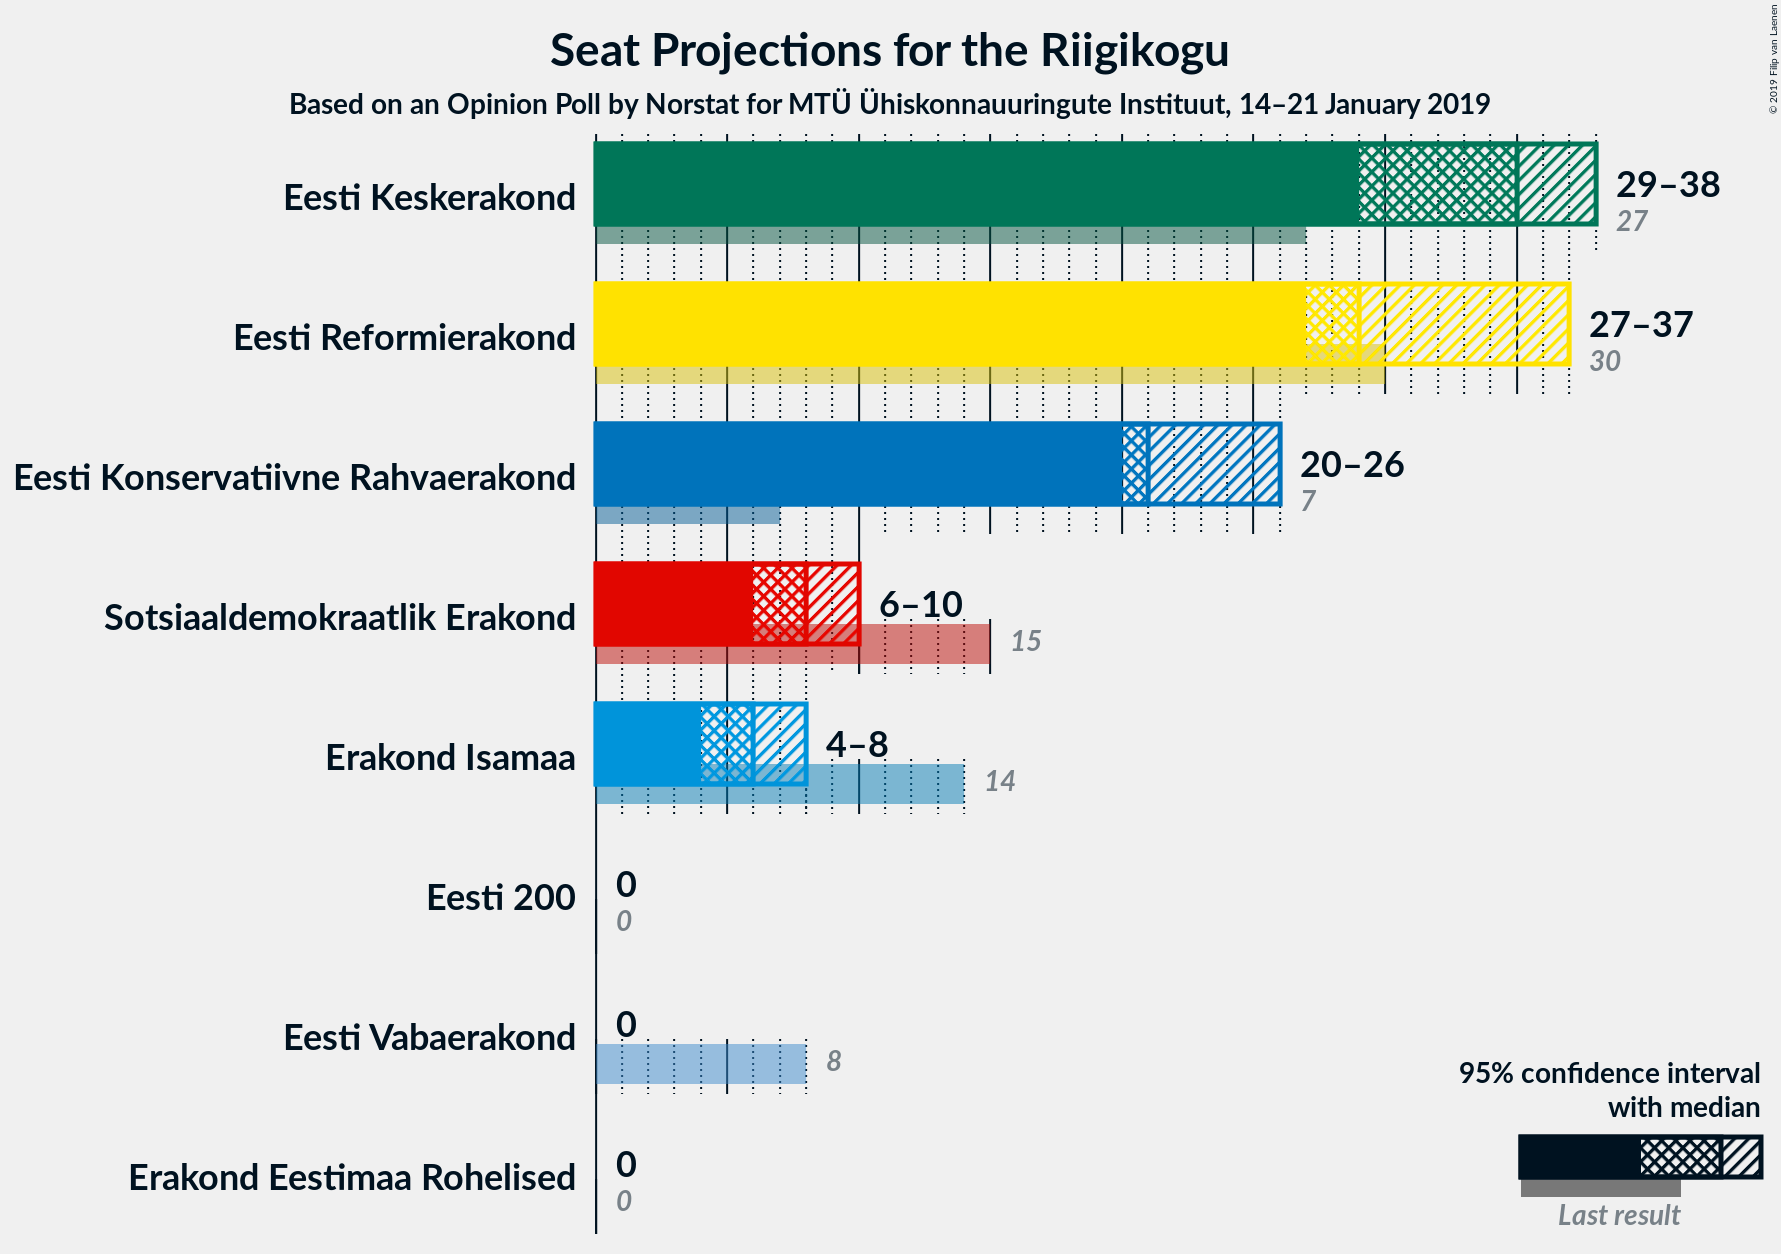 Seat Projections for the Riigikogu
Based on an Opinion Poll by Norstat for MTÜ Ühiskonnauuringute Instituut, 14–21 January 2019
© 2019 Filip van Laenen
Eesti Keskerakond
29–38
27
Eesti Reformierakond
27–37
30
Eesti Konservatiivne Rahvaerakond
20–26
7
Sotsiaaldemokraatlik Erakond
6–10
15
Erakond Isamaa
4–8
14
Eesti 200
0
0
Eesti Vabaerakond
0
8
Erakond Eestimaa Rohelised
0
0
95% confidence interval
with median
Last result